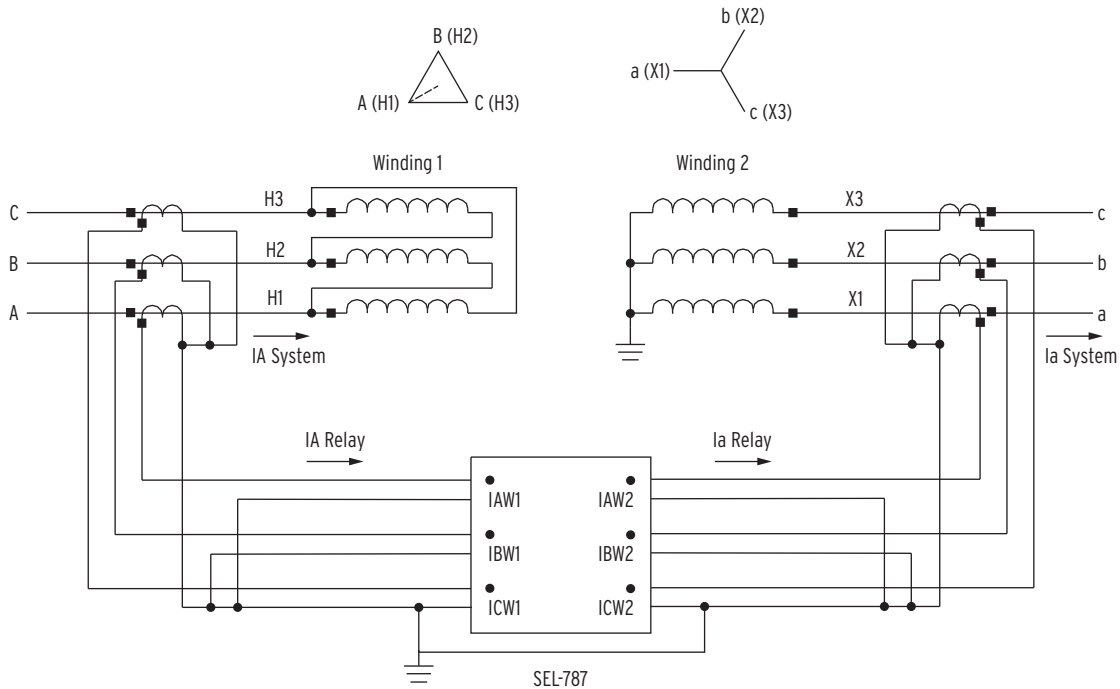 b (X2)
B (H2)
a (X1)
A (H1)
C (H3)
c (X3)
Winding 1
Winding 2
C
H3
X3
c
B
H2
X2
b
A
H1
X1
a
IA System
Ia System
IA Relay
Ia Relay
IAW1
IAW2
IBW1
IBW2
ICW1
ICW2
SEL-787